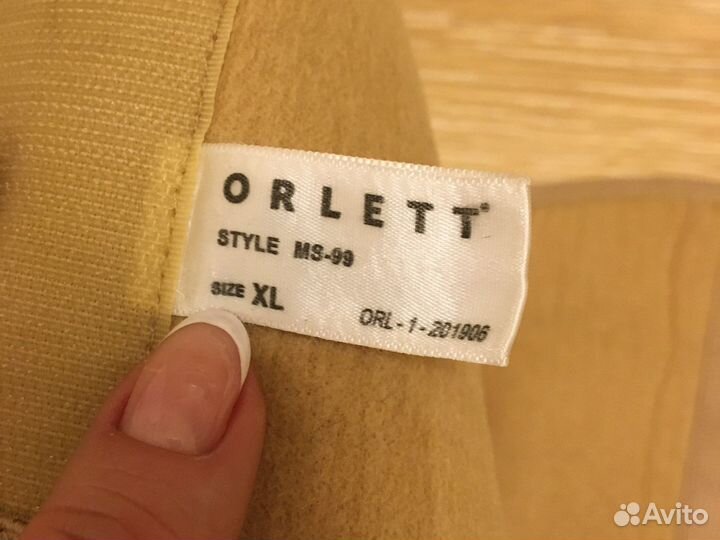 ORLETT®
STYLE MS-99
SIZE XL
ORL-1-201906
Avito